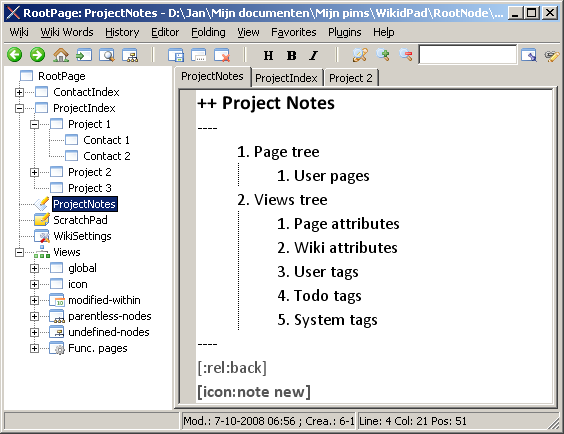 RootPage: ProjectNotes - D:\Jan\Mijn documenten\Mijn pims\WikidPad\RootNode\...
Wiki Wiki Words History Editor Folding View Favorites Plugins Help
H B I
RootPage
ContactIndex
ProjectIndex
Project 1
Contact 1
Contact 2
Project 2
Project 3
ProjectNotes
ScratchPad
WikiSettings
Views
global
icon
modified-within
parentless-nodes
undefined-nodes
Func. pages
ProjectNotes ProjectIndex Project 2
++ Project Notes
----
1. Page tree
1. User pages
2. Views tree
1. Page attributes
2. Wiki attributes
3. User tags
4. Todo tags
5. System tags
----
[:rel:back]
[icon:note new]
Mod.: 7-10-2008 06:56 ; Crea.: 6-1 Line: 4 Col: 21 Pos: 51